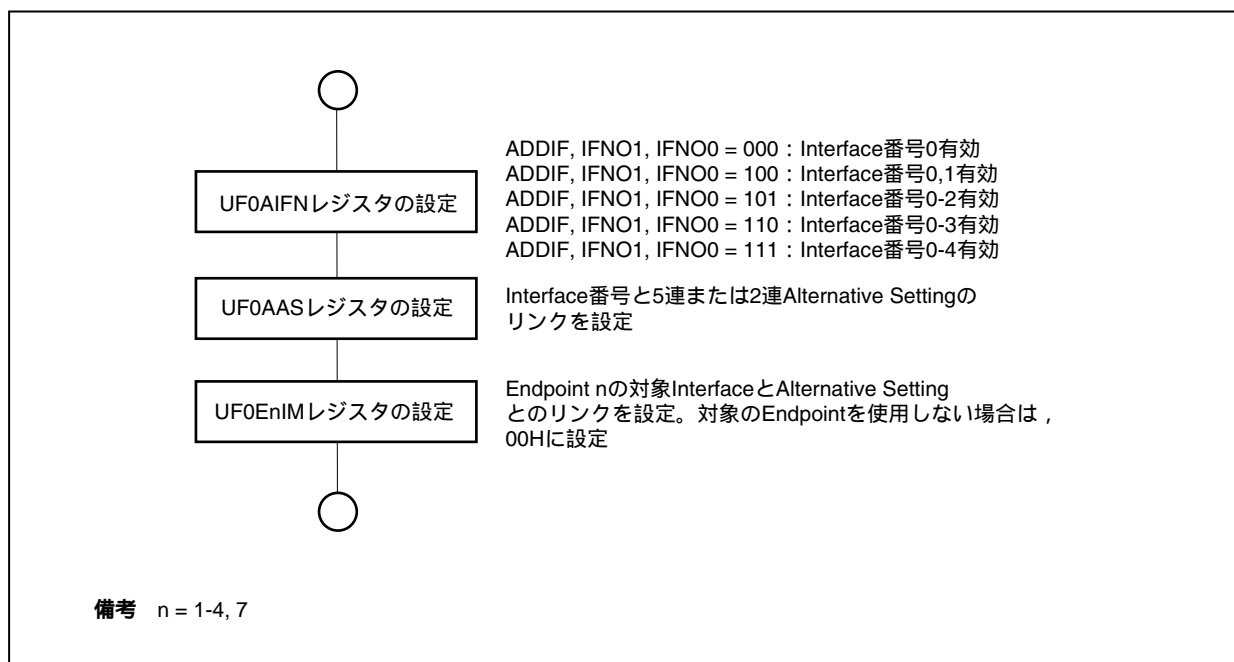 ADDIF, IFNO1, IFNO0 = 000：Interface番号0有効
ADDIF, IFNO1, IFNO0 = 100：Interface番号0,1有効
UF0AIFNレジスタの設定
ADDIF, IFNO1, IFNO0 = 101：Interface番号0-2有効
ADDIF, IFNO1, IFNO0 = 110：Interface番号0-3有効
ADDIF, IFNO1, IFNO0 = 111：Interface番号0-4有効
UF0AASレジスタの設定
Interface番号と5連または2連Alternative Settingの
リンクを設定
UF0EnIMレジスタの設定
Endpoint nの対象InterfaceとAlternative Setting
とのリンクを設定。対象のEndpointを使用しない場合は，
00Hに設定
備考 n = 1-4, 7